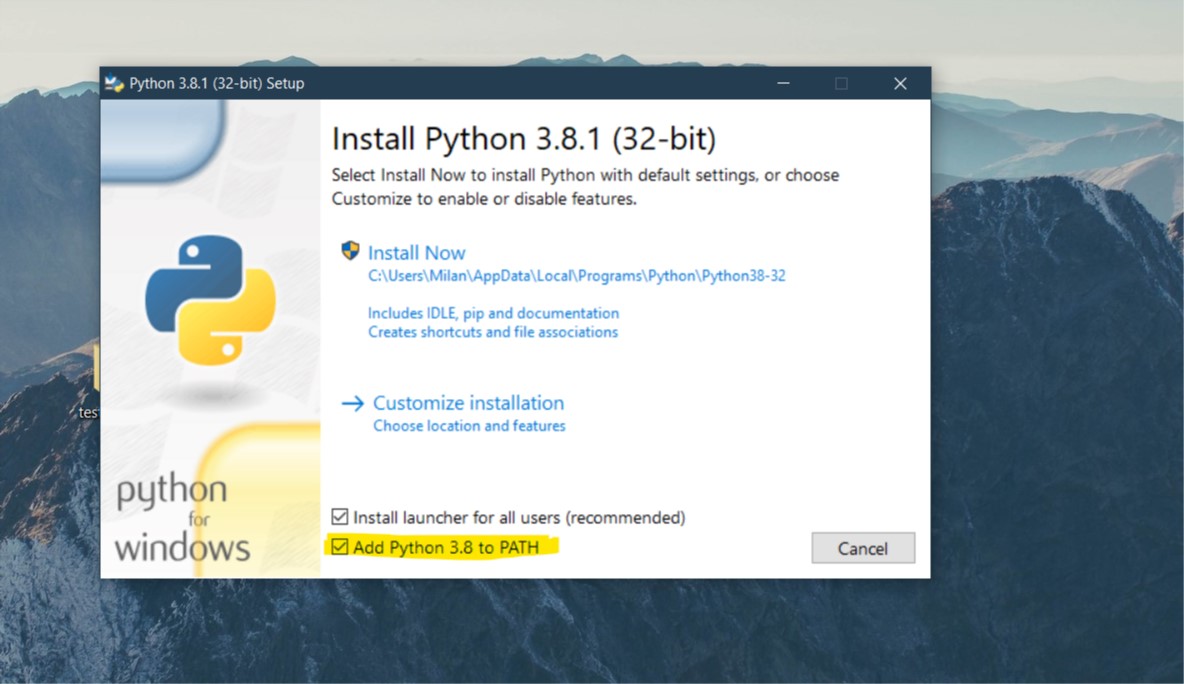 Python 3.8.1 (32-bit) Setup
Install Python 3.8.1 (32-bit)
Select Install Now to install Python with default settings, or choose
Customize to enable or disable features.
Install Now
C:\Users\Milan\AppData\Local\Programs\Python\Python38-32
Includes IDLE, pip and documentation
Creates shortcuts and file associations
Customize installation
Choose location and features
tes
python
for
windows
Install launcher for all users (recommended)
Add Python 3.8 to PATH
Cancel